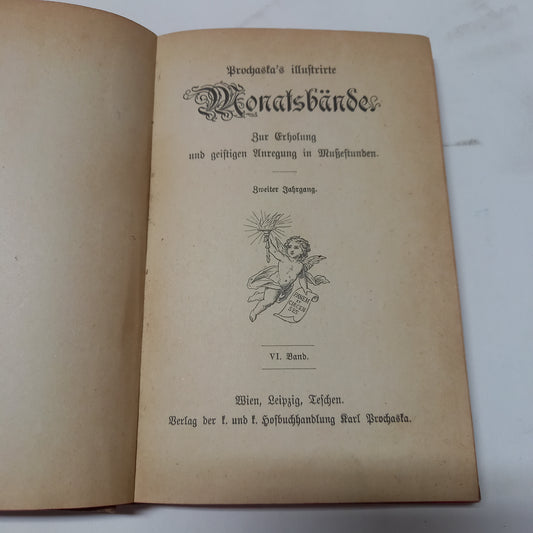 Prochaska's illustrirte
Monatsbände.
Zur Erholung
und geistigen Anregung in Mußestunden.
Zweiter Jahrgang.
VI. Band.
Wien, Leipzig, Teschen.
Verlag der k. und k. Hofbuchhandlung Karl Prochaska.